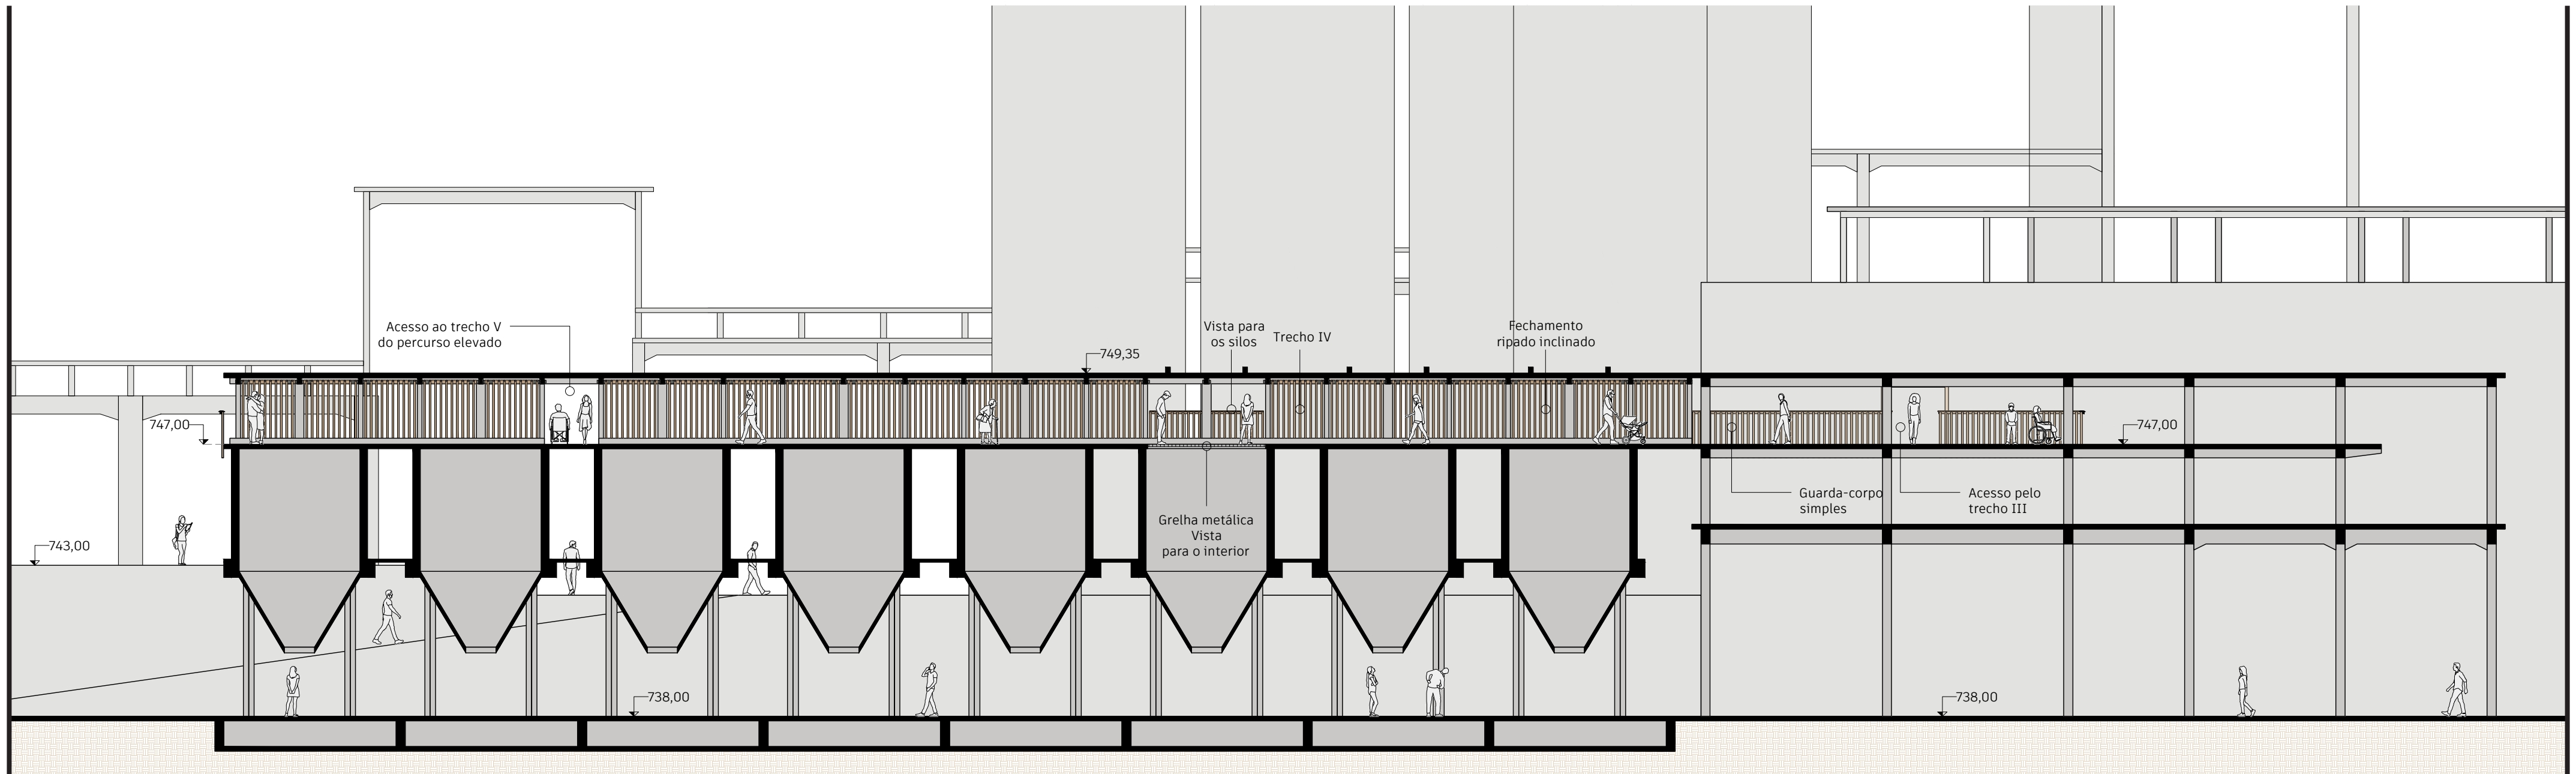 Acesso ao trecho V
do percurso elevado
Vista para
os silos
Trecho IV
Fechamento
ripado inclinado
749,35
747,00
747,00
743,00
Grelha metálica
Vista
para o interior
Guarda-corpo
simples
Acesso pelo
trecho III
738,00
738,00